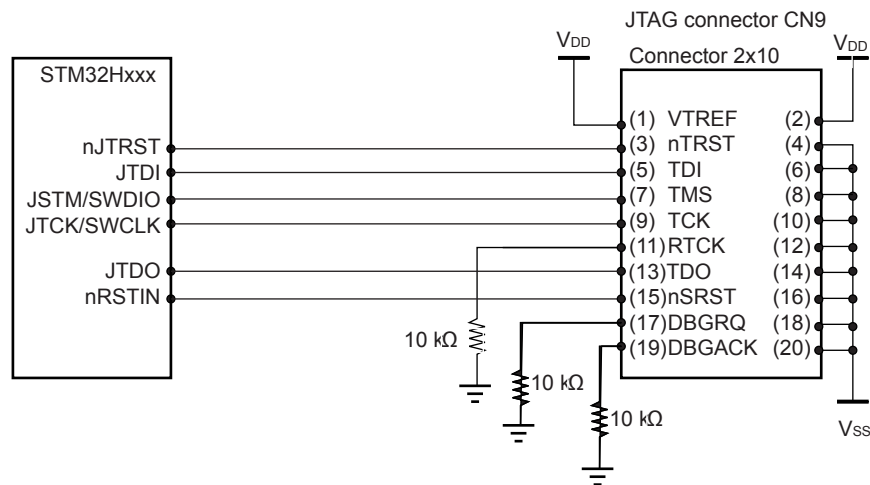 JTAG connector CN9
VDD
Connector 2x10
VDD
STM32Hxxx
(1) VTREF (2)
nJTRST (3) nTRST (4)
JTDI (5) TDI (6)
JSTM/SWDIO (7) TMS (8)
JTCK/SWCLK (9) TCK (10)
(11) RTCK (12)
JTDO (13) TDO (14)
nRSTIN (15) nSRST (16)
(17) DBGRQ (18)
10 kΩ (19) DBGACK (20)
10 kΩ
10 kΩ
VSS